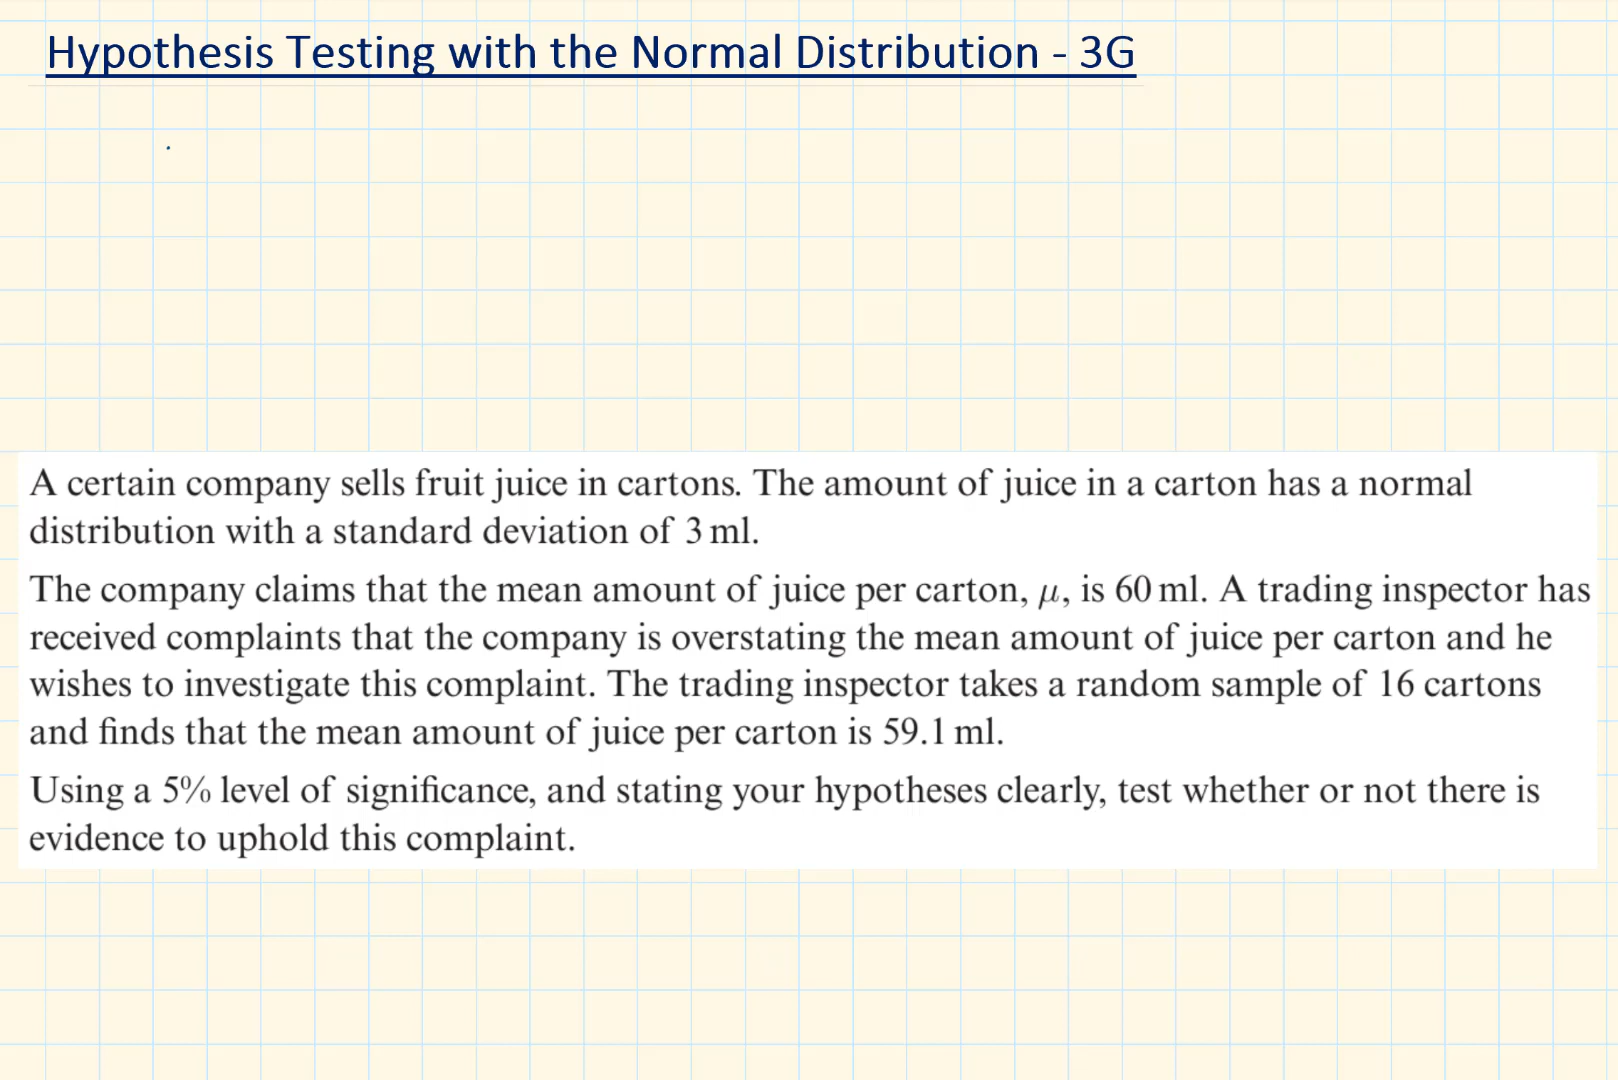 Hypothesis Testing with the Normal Distribution - 3G
A certain company sells fruit juice in cartons. The amount of juice in a carton has a normal
distribution with a standard deviation of 3 ml.
The company claims that the mean amount of juice per carton, μ, is 60 ml. A trading inspector has
received complaints that the company is overstating the mean amount of juice per carton and he
wishes to investigate this complaint. The trading inspector takes a random sample of 16 cartons
and finds that the mean amount of juice per carton is 59.1 ml.
Using a 5% level of significance, and stating your hypotheses clearly, test whether or not there is
evidence to uphold this complaint.